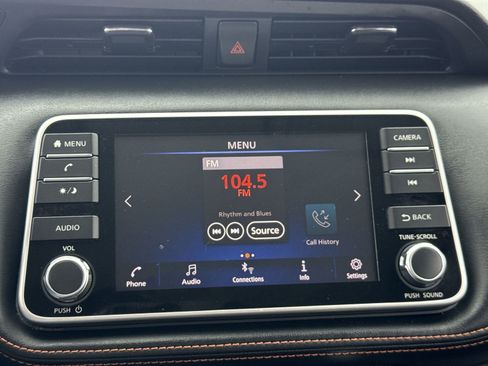 MENU
AUDIO
VOL
PUSH
MENU
FM
104.5
FM
Rhythm and Blues
Source
Call History
Phone
Audio
Connections
Info
Settings
CAMERA
BACK
TUNE·SCROLL
PUSH SOUND